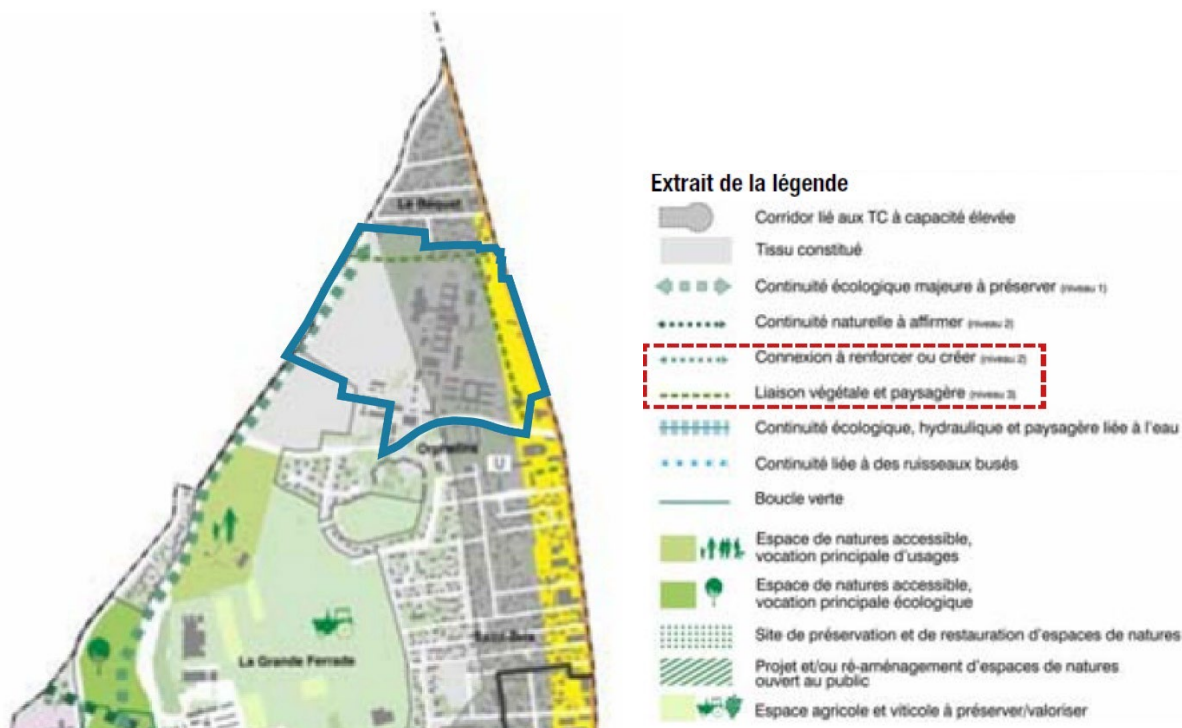 Le Béquet
Orphelins
U
Saint-Bris
La Grande Ferrade
Extrait de la légende
Corridor lié aux TC à capacité élevée
Tissu constitué
Continuité écologique majeure à préserver (niveau 1)
Continuité naturelle à affirmer (niveau 2)
Connexion à renforcer ou créer (niveau 2)
Liaison végétale et paysagère (niveau 3)
Continuité écologique, hydraulique et paysagère liée à l'eau
Continuité liée à des ruisseaux busés
Boucle verte
Espace de natures accessible,
vocation principale d'usages
Espace de natures accessible,
vocation principale écologique
Site de préservation et de restauration d'espaces de natures
Projet et/ou ré-aménagement d'espaces de natures
ouvert au public
Espace agricole et viticole à préserver/valoriser